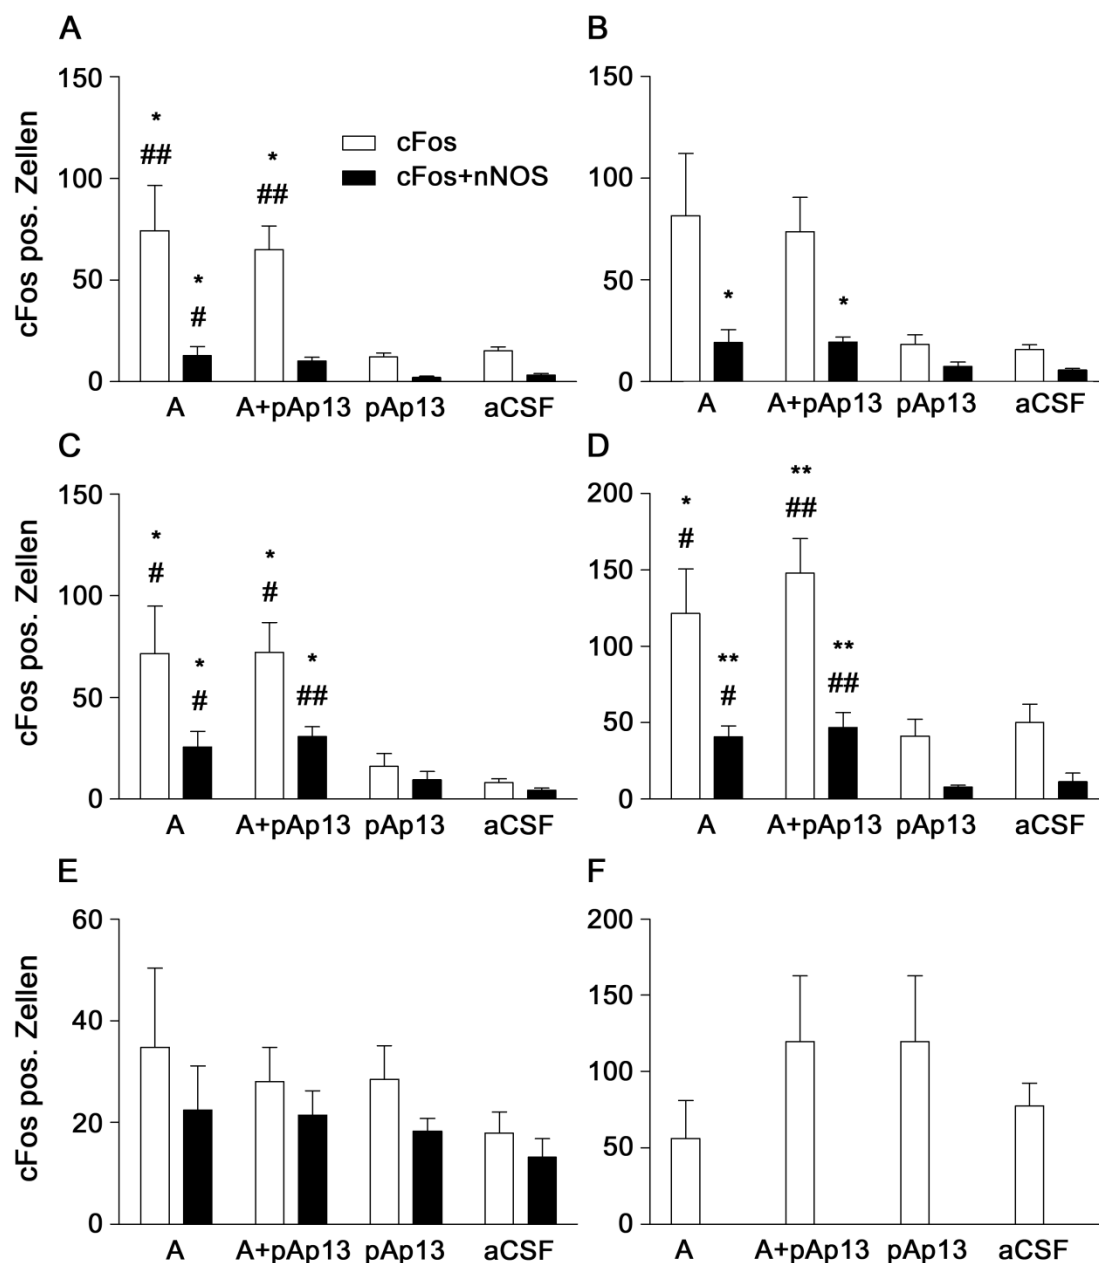 A
cFos pos. Zellen
150
100
50
0
*
##
*
#
*
##
cFos
cFos+nNOS
A A+pAp13 pAp13 aCSF
B
150
100
50
0
*
*
A A+pAp13 pAp13 aCSF
C
cFos pos. Zellen
150
100
50
0
*
#
*
#
*
#
*
##
A A+pAp13 pAp13 aCSF
D
200
150
100
50
0
*
#
**
#
**
##
**
##
A A+pAp13 pAp13 aCSF
E
cFos pos. Zellen
60
40
20
0
A A+pAp13 pAp13 aCSF
F
200
150
100
50
0
A A+pAp13 pAp13 aCSF